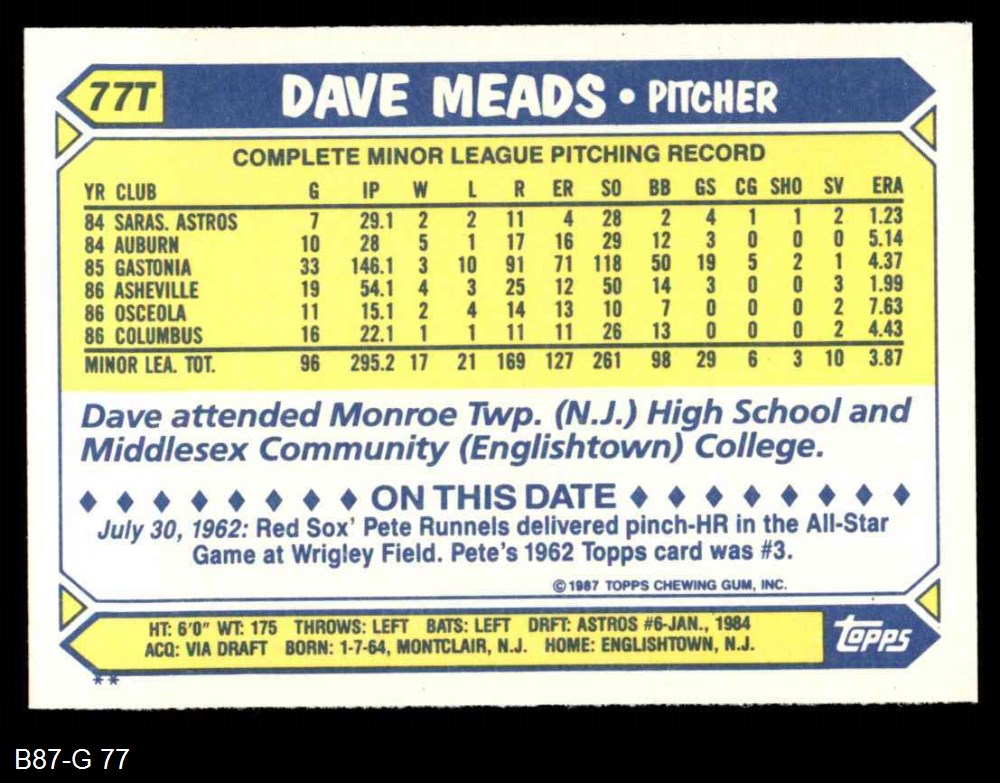 77T DAVE MEADS • PITCHER
COMPLETE MINOR LEAGUE PITCHING RECORD
YR CLUB G IP W L R ER SO BB GS CG SHO SV ERA
84 SARAS. ASTROS 7 29.1 2 2 11 4 28 2 4 1 1 2 1.23
84 AUBURN 10 28 5 1 17 16 29 12 3 0 0 0 5.14
85 GASTONIA 33 146.1 3 10 91 71 118 50 19 5 2 1 4.37
86 ASHEVILLE 19 54.1 4 3 25 12 50 14 3 0 0 3 1.99
86 OSCEOLA 11 15.1 2 4 14 13 10 7 0 0 0 2 7.63
86 COLUMBUS 16 22.1 1 1 11 11 26 13 0 0 0 2 4.43
MINOR LEA. TOT. 96 295.2 17 21 169 127 261 98 29 6 3 10 3.87
Dave attended Monroe Twp. (N.J.) High School and
Middlesex Community (Englishtown) College.
♦ ♦ ♦ ♦ ♦ ♦ ♦ ♦ ON THIS DATE ♦ ♦ ♦ ♦ ♦ ♦ ♦ ♦
July 30, 1962: Red Sox' Pete Runnels delivered pinch-HR in the All-Star
Game at Wrigley Field. Pete's 1962 Topps card was #3.
© 1987 TOPPS CHEWING GUM, INC.
HT: 6'0" WT: 175 THROWS: LEFT BATS: LEFT DRFT: ASTROS #6-JAN., 1984
ACQ: VIA DRAFT BORN: 1-7-64, MONTCLAIR, N.J. HOME: ENGLISHTOWN, N.J.
topps
**
B87-G 77